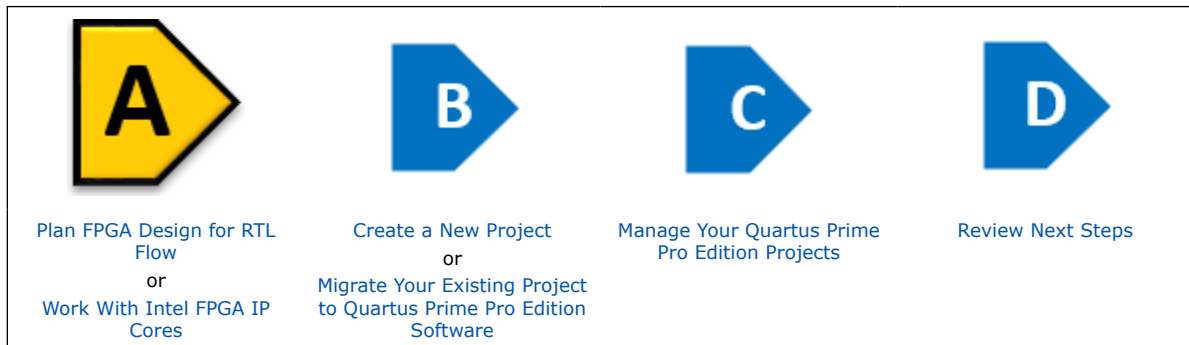 A
B
C
D
Plan FPGA Design for RTL
Flow
or
Work With Intel FPGA IP
Cores
Create a New Project
or
Migrate Your Existing Project
to Quartus Prime Pro Edition
Software
Manage Your Quartus Prime
Pro Edition Projects
Review Next Steps